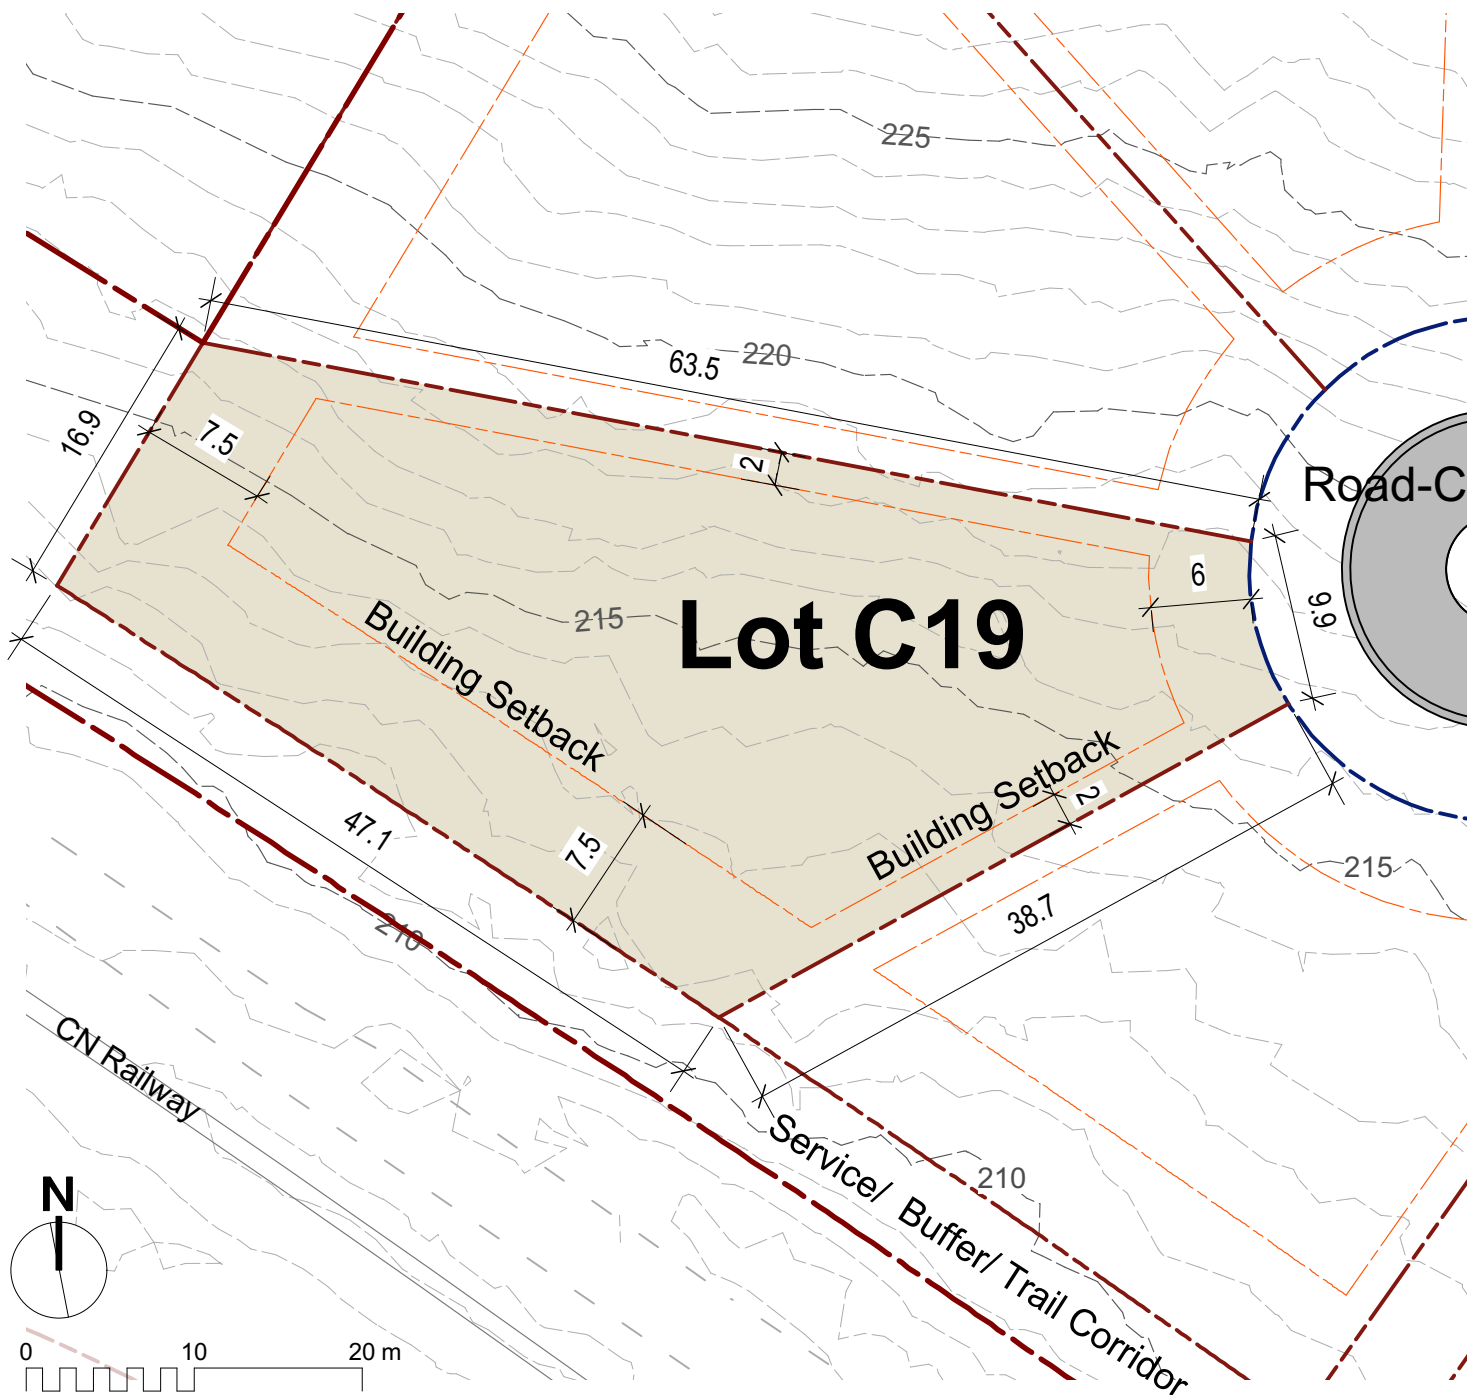 225
220
63.5
16.9
7.5
2
Road-C
6
9.9
215
Lot C19
Building Setback
Building Setback
2
47.1
7.5
215
38.7
210
CN Railway
Service/ Buffer/ Trail Corridor
210
N
0 10 20 m